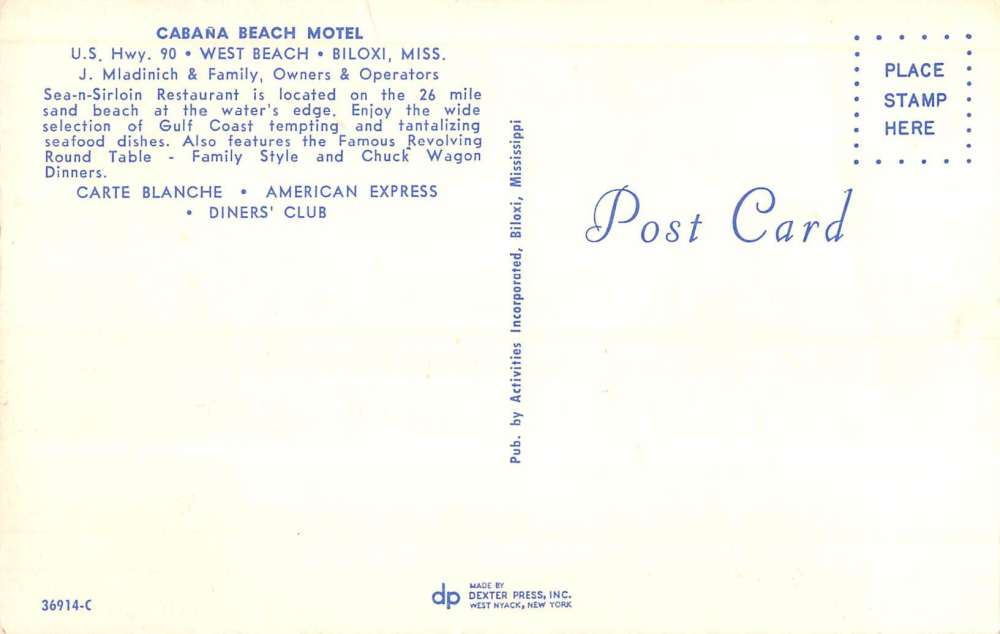 CABAÑA BEACH MOTEL
U.S. Hwy. 90 • WEST BEACH • BILOXI, MISS.
J. Mladinich & Family, Owners & Operators
Sea-n-Sirloin Restaurant is located on the 26 mile
sand beach at the water's edge. Enjoy the wide
selection of Gulf Coast tempting and tantalizing
seafood dishes. Also features the Famous Revolving
Round Table - Family Style and Chuck Wagon
Dinners.
CARTE BLANCHE • AMERICAN EXPRESS
• DINERS' CLUB
Pub. by Activities Incorporated, Biloxi, Mississippi
PLACE
STAMP
HERE
Post Card
36914-C
dp
MADE BY
DEXTER PRESS, INC.
WEST NYACK, NEW YORK